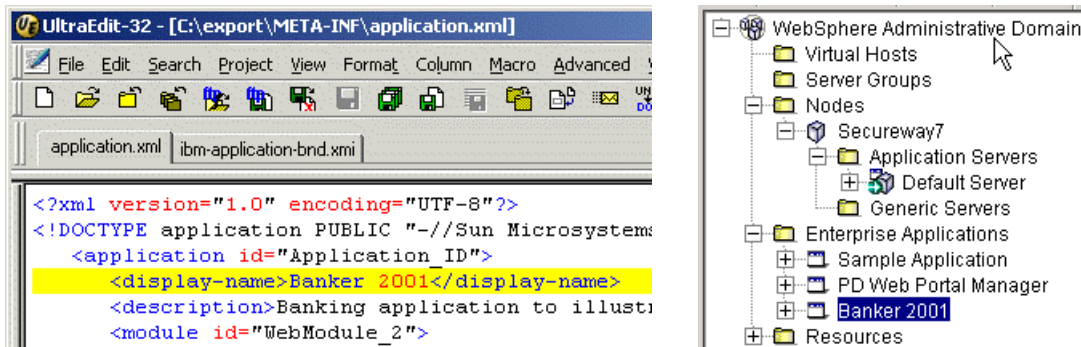 UltraEdit-32 - [C:\export\META-INF\application.xml]
File Edit Search Project View Format Column Macro Advanced
application.xml ibm-application-bnd.xmi
<?xml version="1.0" encoding="UTF-8"?>
<!DOCTYPE application PUBLIC "-//Sun Microsystems
<application id="Application_ID">
<display-name>Banker 2001</display-name>
<description>Banking application to illustr
<module id="WebModule_2">
WebSphere Administrative Domain
Virtual Hosts
Server Groups
Nodes
Secureway7
Application Servers
Default Server
Generic Servers
Enterprise Applications
Sample Application
PD Web Portal Manager
Banker 2001
Resources